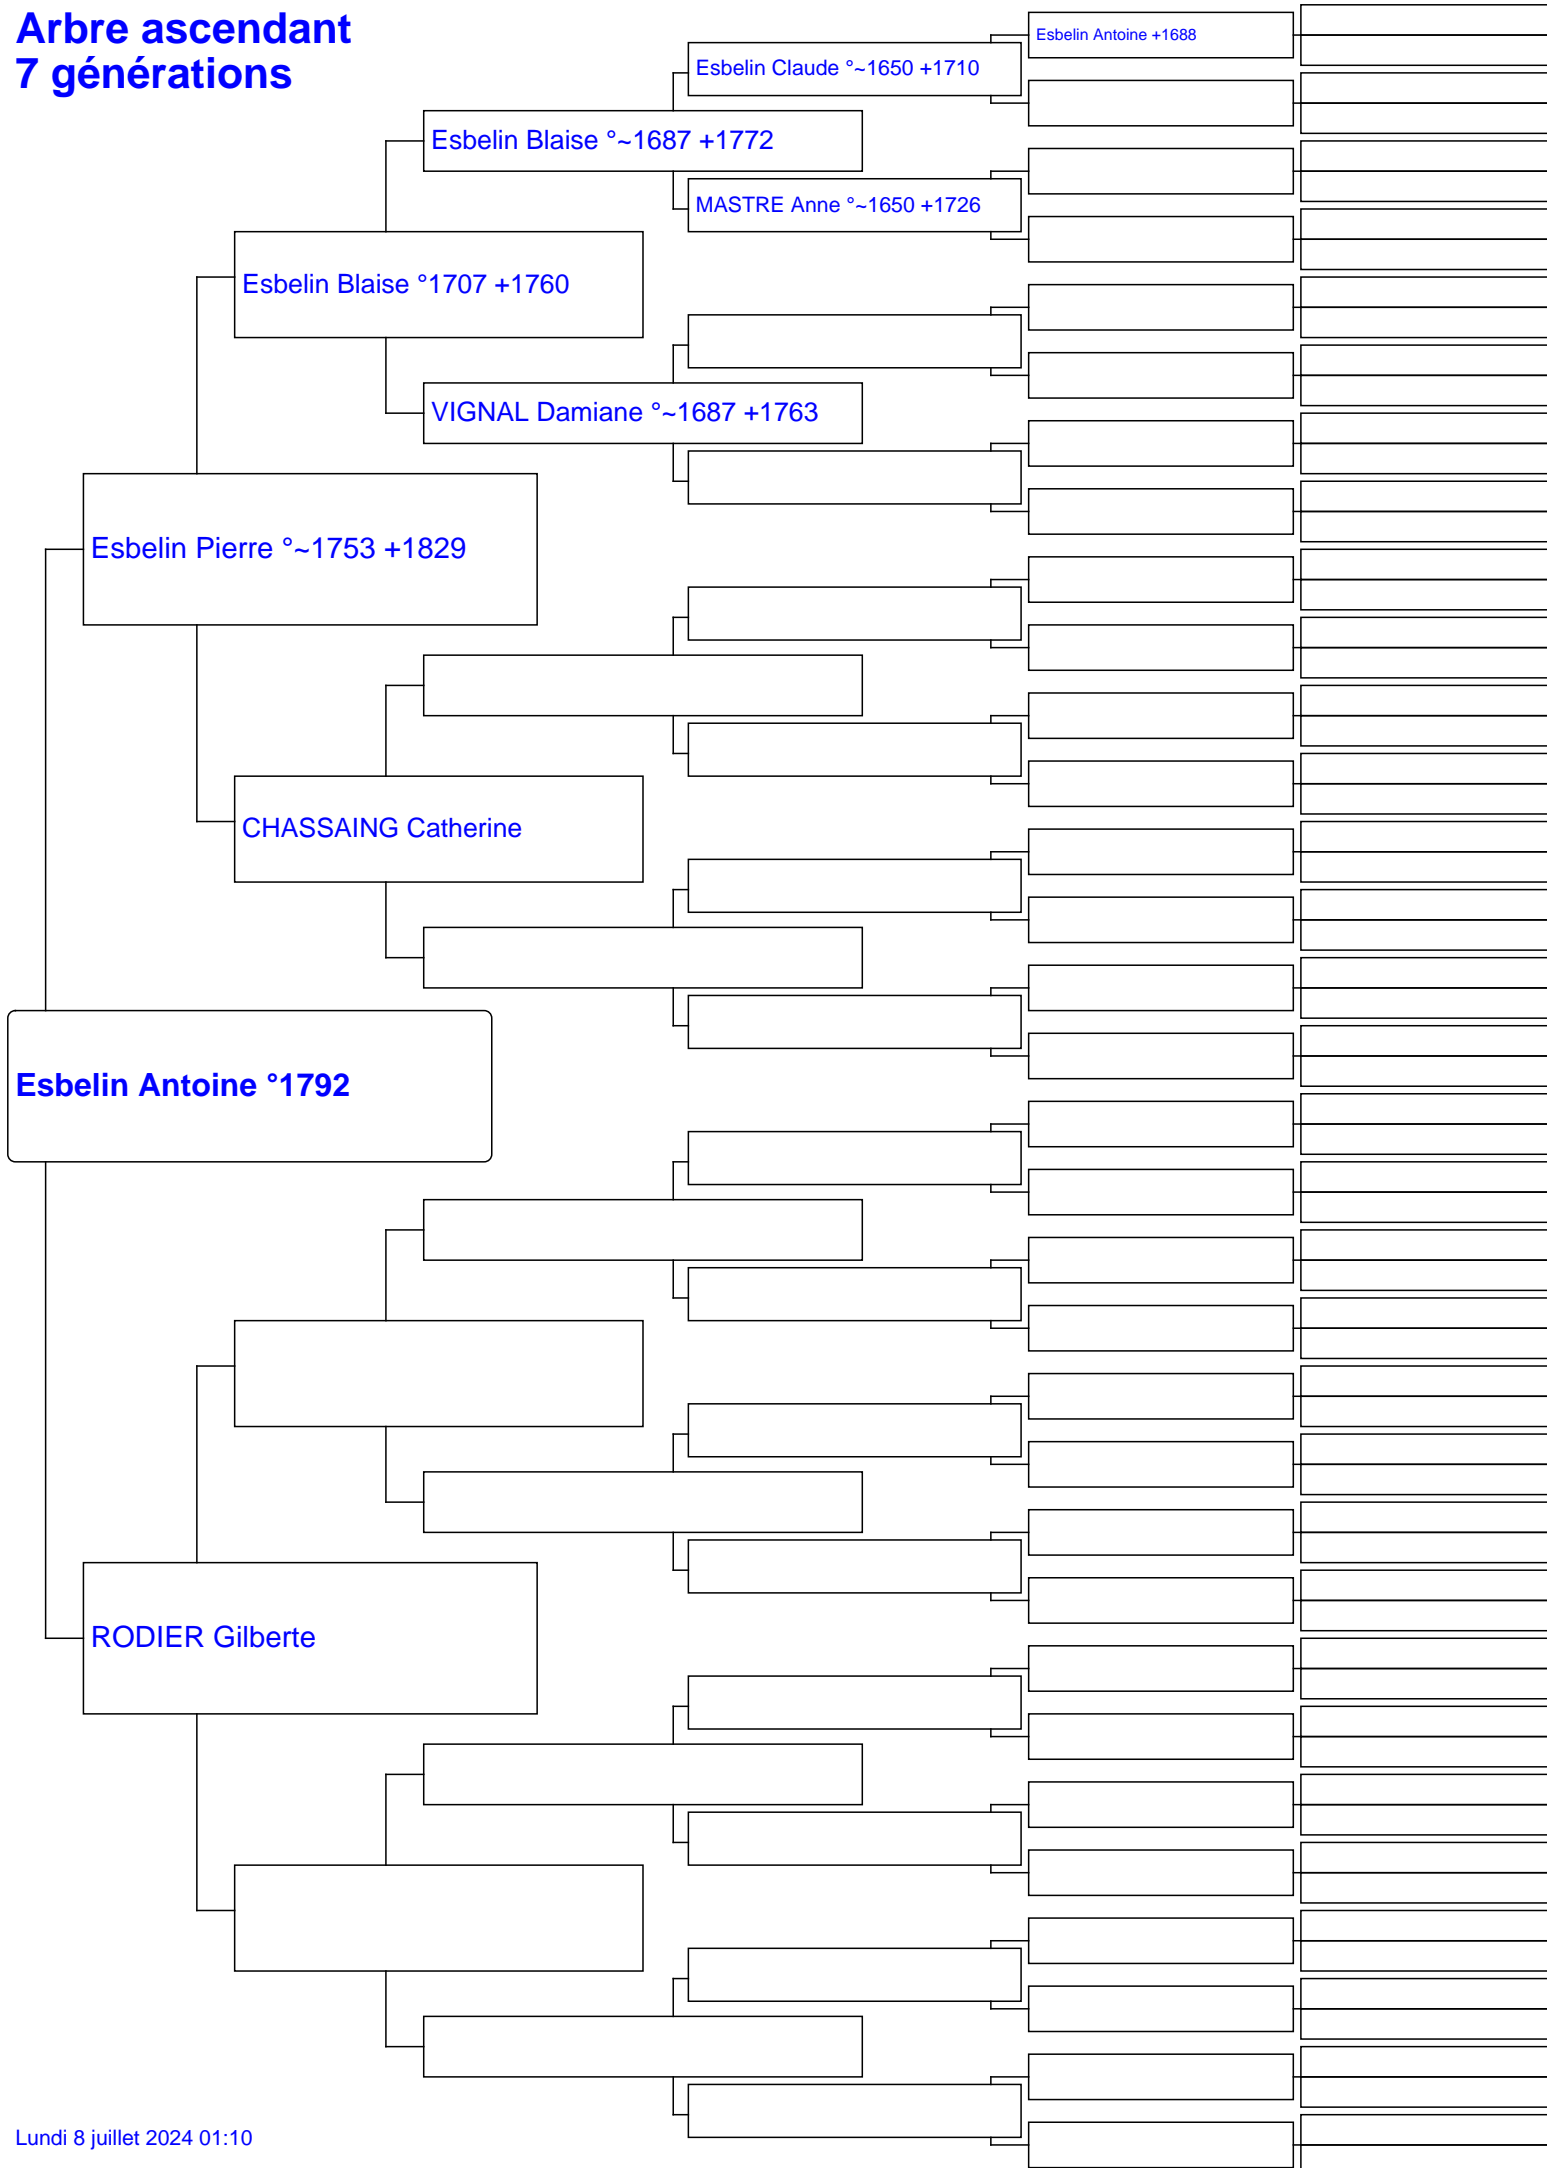 Arbre ascendant
7 générations
Esbelin Antoine +1688
Esbelin Claude °~1650 +1710
Esbelin Blaise °~1687 +1772
MASTRE Anne °~1650 +1726
Esbelin Blaise °1707 +1760
VIGNAL Damiane °~1687 +1763
Esbelin Pierre °~1753 +1829
CHASSAING Catherine
Esbelin Antoine °1792
RODIER Gilberte
Lundi 8 juillet 2024 01:10